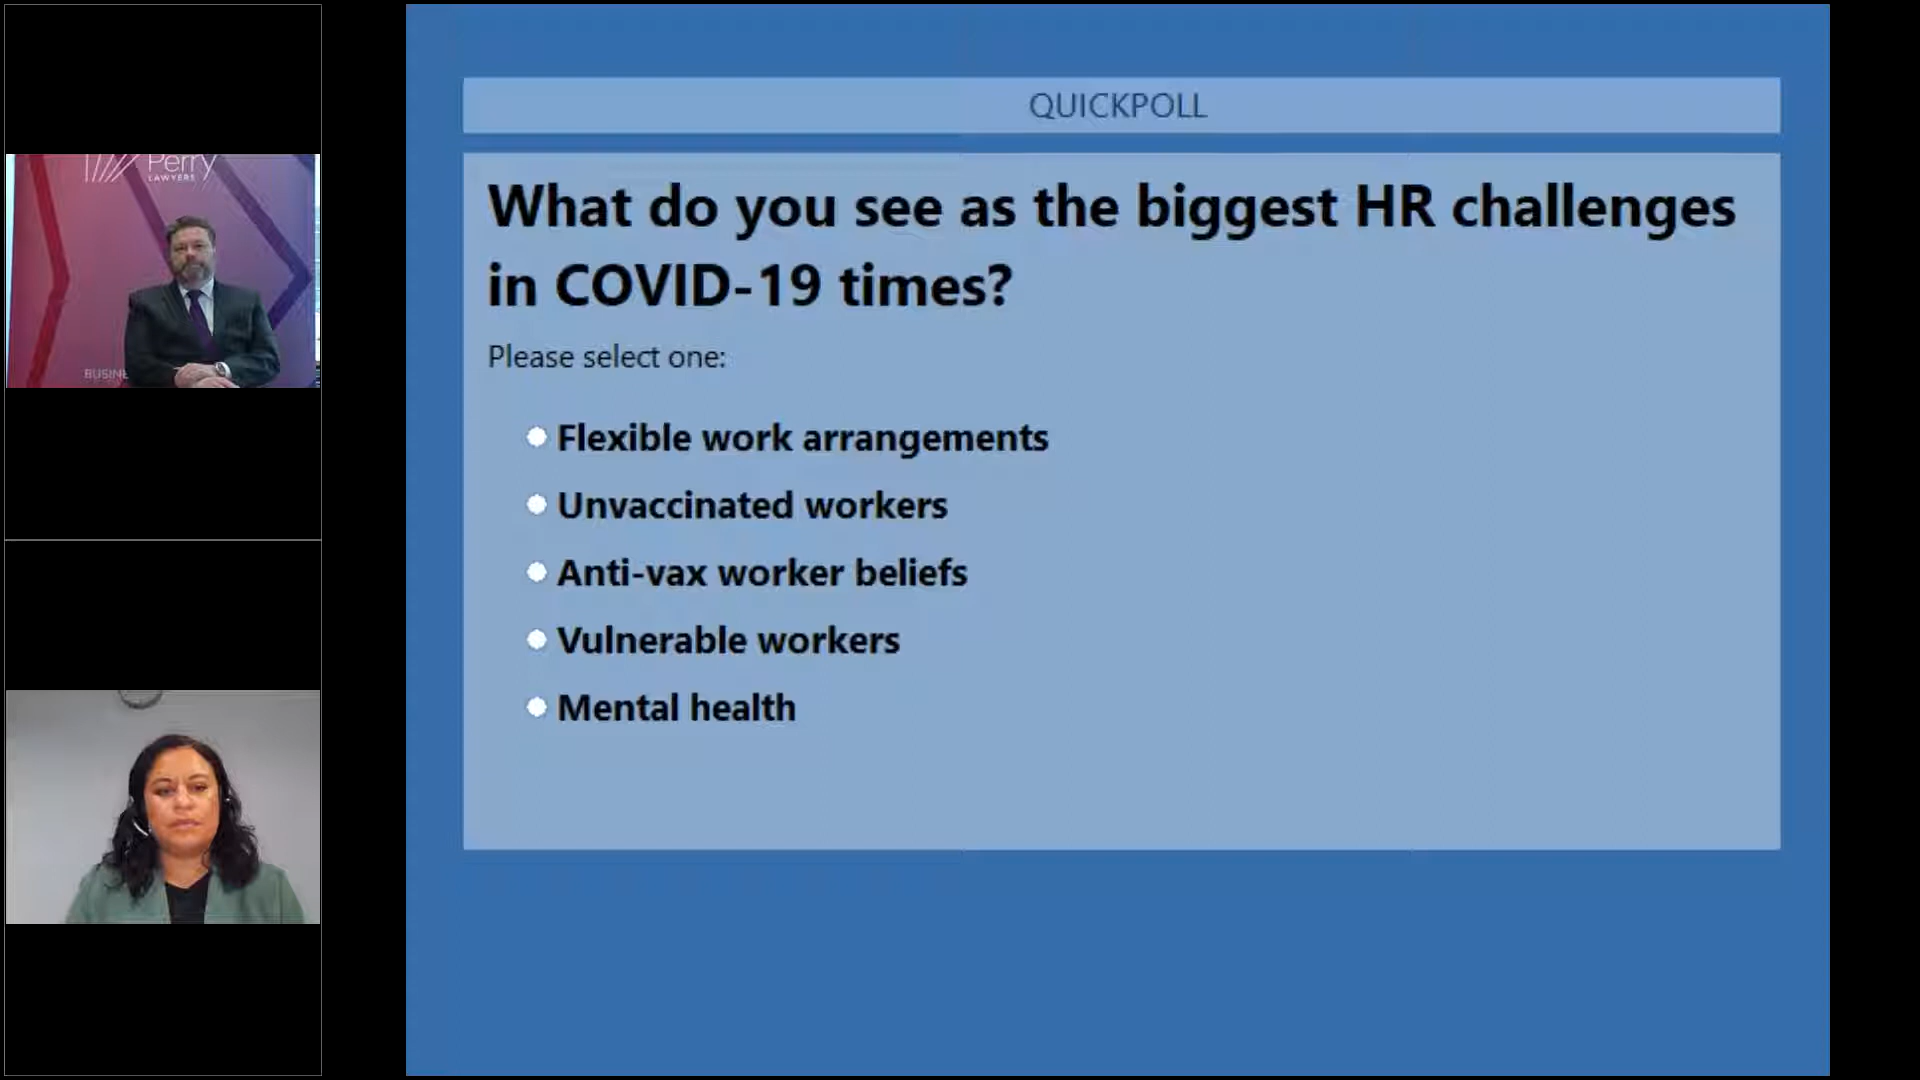 Perry
LAWYERS
QUICKPOLL
What do you see as the biggest HR challenges
in COVID-19 times?
Please select one:
Flexible work arrangements
Unvaccinated workers
Anti-vax worker beliefs
Vulnerable workers
Mental health